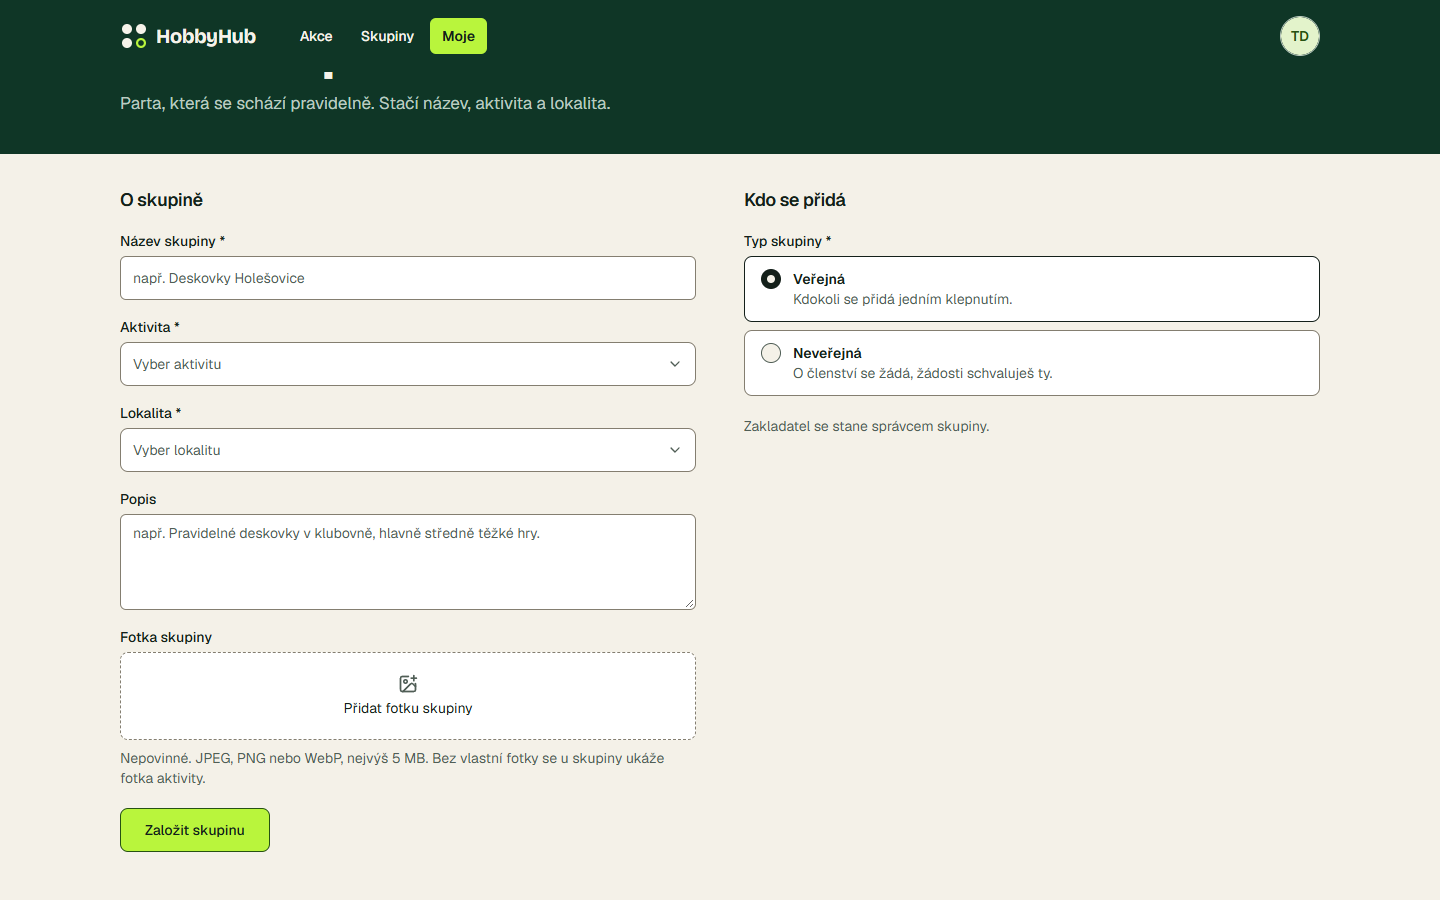 HobbyHub
Akce
Skupiny
Moje
TD
Parta, která se schází pravidelně. Stačí název, aktivita a lokalita.
O skupině
Název skupiny *
např. Deskovky Holešovice
Aktivita *
Vyber aktivitu
Lokalita *
Vyber lokalitu
Popis
např. Pravidelné deskovky v klubovně, hlavně středně těžké hry.
Fotka skupiny
Přidat fotku skupiny
Nepovinné. JPEG, PNG nebo WebP, nejvýš 5 MB. Bez vlastní fotky se u skupiny ukáže
fotka aktivity.
Založit skupinu
Kdo se přidá
Typ skupiny *
Veřejná
Kdokoli se přidá jedním klepnutím.
Neveřejná
O členství se žádá, žádosti schvaluješ ty.
Zakladatel se stane správcem skupiny.